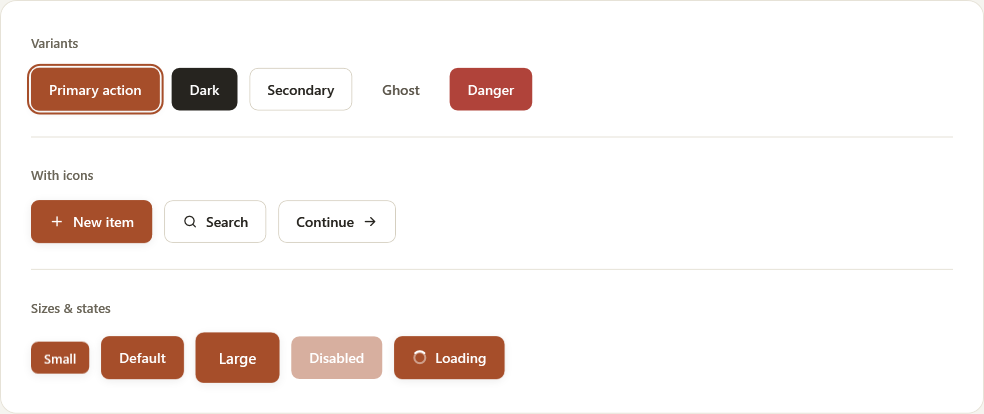 Variants
Primary action Dark Secondary Ghost Danger
With icons
New item Search Continue
Sizes & states
Small Default Large Disabled Loading